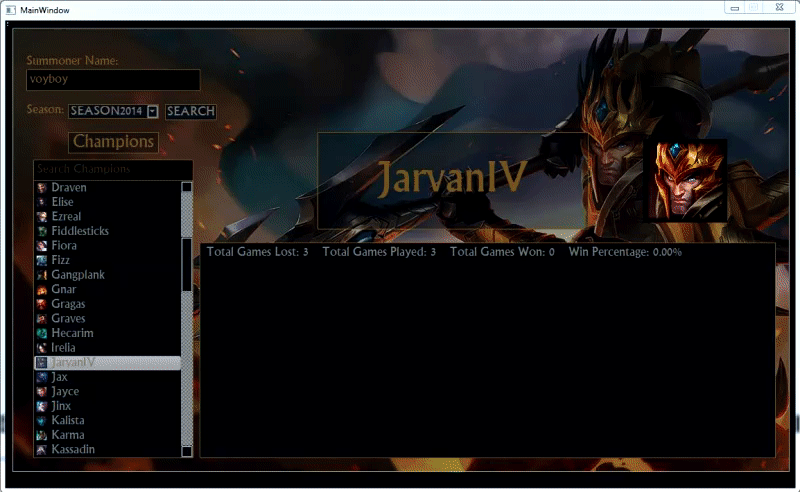 MainWindow
Summoner Name:
voyboy
Season: SEASON2014 SEARCH
Champions
Search Champions
Draven
Elise
Ezreal
Fiddlesticks
Fiora
Fizz
Gangplank
Gnar
Gragas
Graves
Hecarim
Irelia
JarvanIV
Jax
Jayce
Jinx
Kalista
Karma
Kassadin
JarvanIV
Total Games Lost: 3 Total Games Played: 3 Total Games Won: 0 Win Percentage: 0.00%